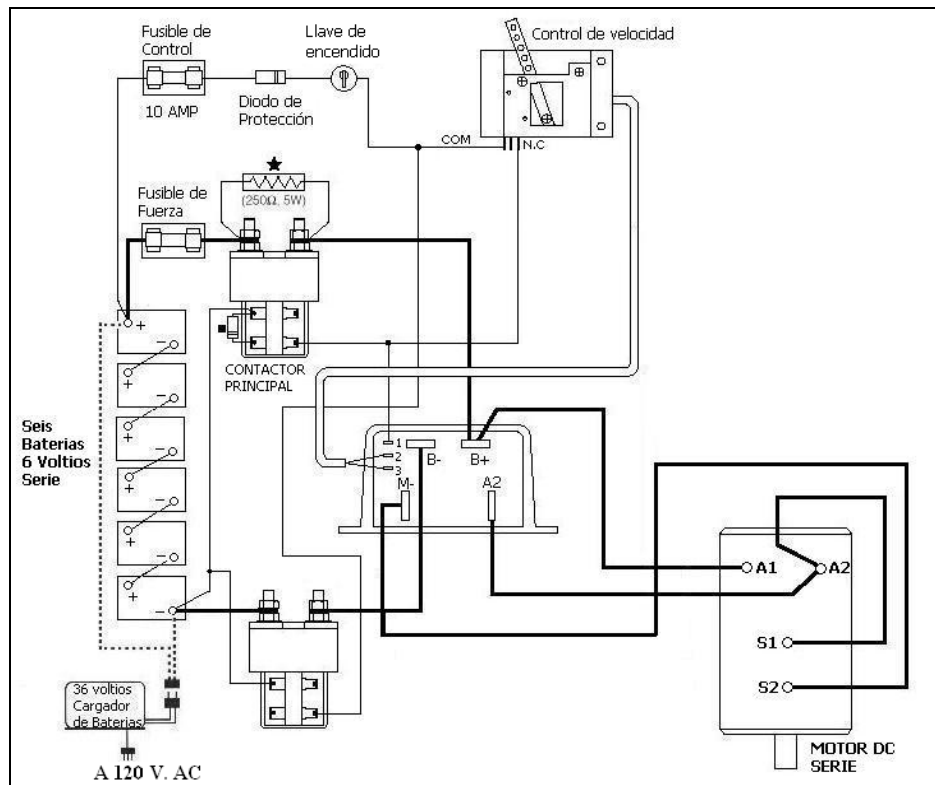 Fusible de
Control
10 AMP
Diodo de
Protección
Llave de
encendido
Control de velocidad
COM
N.C
★
(250Ω, 5W)
Fusible de
Fuerza
+
−
CONTACTOR
PRINCIPAL
+
−
Seis
Baterias
6 Voltios
Serie
+
−
+
−
+
−
+
−
1
2
3
B-
B+
M-
A2
A1
A2
S1
S2
MOTOR DC
SERIE
36 voltios
Cargador
de Baterias
A 120 V. AC